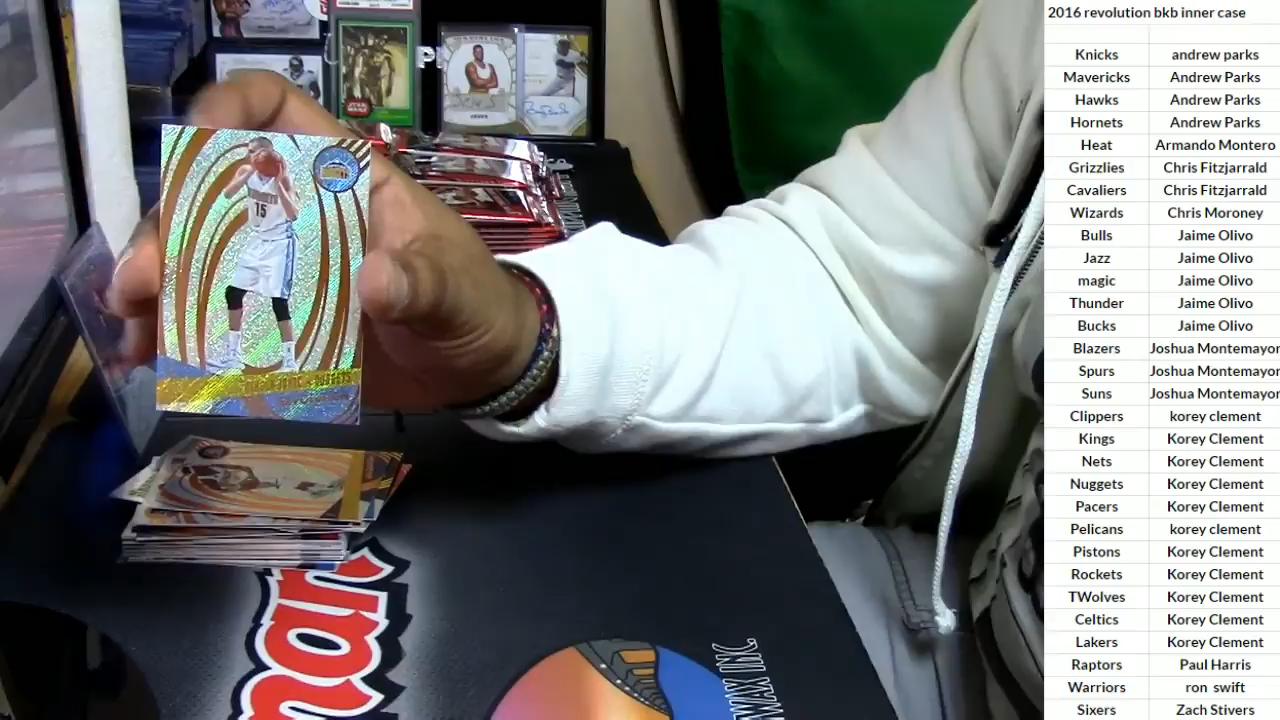 2016 revolution bkb inner case
Knicks andrew parks
Mavericks Andrew Parks
Hawks Andrew Parks
Hornets Andrew Parks
Heat Armando Montero
Grizzlies Chris Fitzjarrald
Cavaliers Chris Fitzjarrald
Wizards Chris Moroney
Bulls Jaime Olivo
Jazz Jaime Olivo
magic Jaime Olivo
Thunder Jaime Olivo
Bucks Jaime Olivo
Blazers Joshua Montemayor
Spurs Joshua Montemayor
Suns Joshua Montemayor
Clippers korey clement
Kings Korey Clement
Nets Korey Clement
Nuggets Korey Clement
Pacers Korey Clement
Pelicans korey clement
Pistons Korey Clement
Rockets Korey Clement
TWolves Korey Clement
Celtics Korey Clement
Lakers Korey Clement
Raptors Paul Harris
Warriors ron swift
Sixers Zach Stivers
15
STAR WARS
WAX INC.